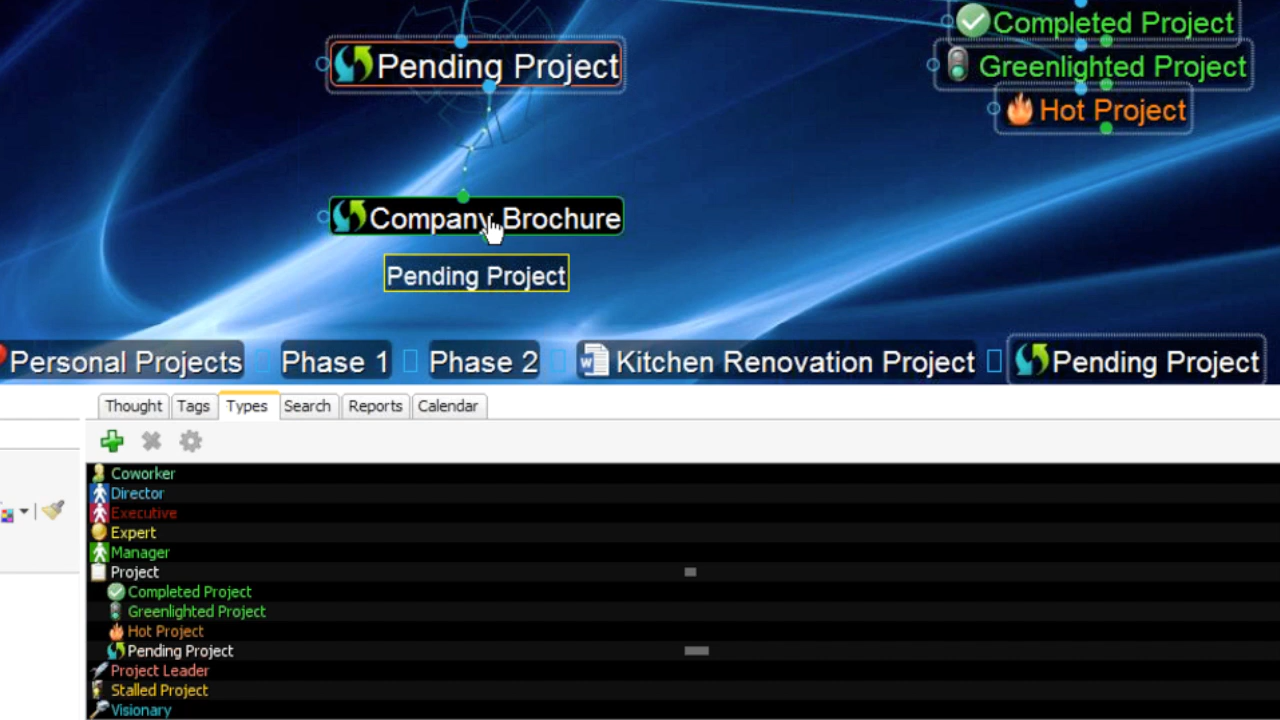 Completed Project
Pending Project
Greenlighted Project
Hot Project
Company Brochure
Pending Project
Personal Projects Phase 1 Phase 2 Kitchen Renovation Project Pending Project
Thought Tags Types Search Reports Calendar
Coworker
Director
Executive
Expert
Manager
Project
Completed Project
Greenlighted Project
Hot Project
Pending Project
Project Leader
Stalled Project
Visionary